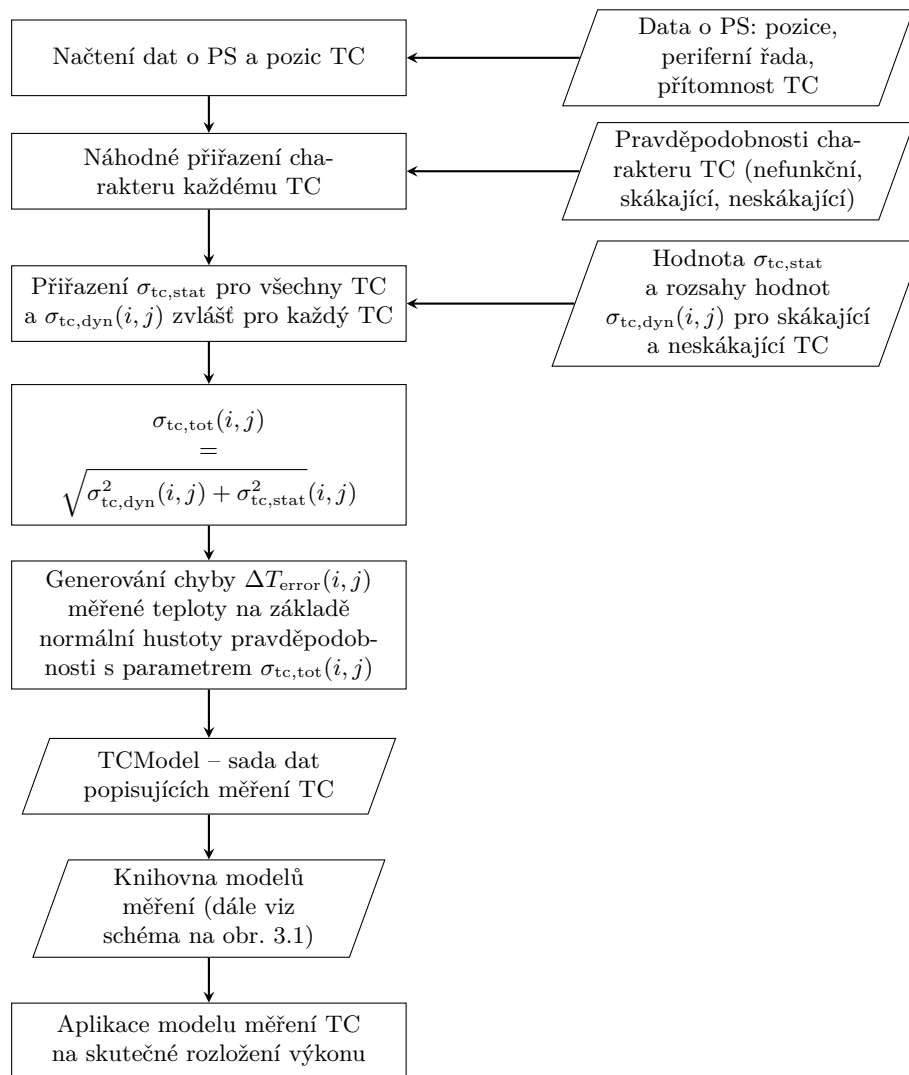 Načtení dat o PS a pozic TC
Data o PS: pozice,
periferní řada,
přítomnost TC
Náhodné přiřazení cha-
rakteru každému TC
Pravděpodobnosti cha-
rakteru TC (nefunkční,
skákající, neskákající)
Přiřazení σtc,stat pro všechny TC
a σtc,dyn(i, j) zvlášť pro každý TC
Hodnota σtc,stat
a rozsahy hodnot
σtc,dyn(i, j) pro skákající
a neskákající TC
σtc,tot(i, j)
=
√σ²tc,dyn(i, j) + σ²tc,stat(i, j)
Generování chyby ΔTerror(i, j)
měřené teploty na základě
normální hustoty pravděpodob-
nosti s parametrem σtc,tot(i, j)
TCModel – sada dat
popisujících měření TC
Knihovna modelů
měření (dále viz
schéma na obr. 3.1)
Aplikace modelu měření TC
na skutečné rozložení výkonu